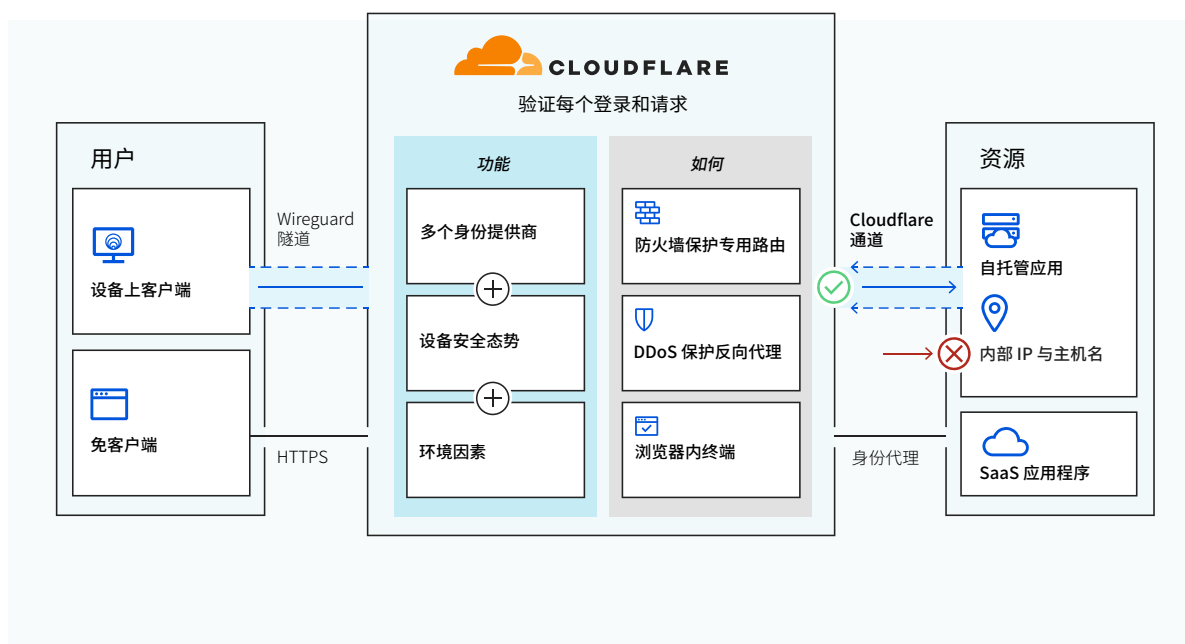 CLOUDFLARE
验证每个登录和请求
用户
设备上客户端
免客户端
Wireguard
隧道
HTTPS
功能
多个身份提供商
设备安全态势
环境因素
如何
防火墙保护专用路由
DDoS 保护反向代理
浏览器内终端
Cloudflare
通道
身份代理
资源
自托管应用
内部 IP 与主机名
SaaS 应用程序